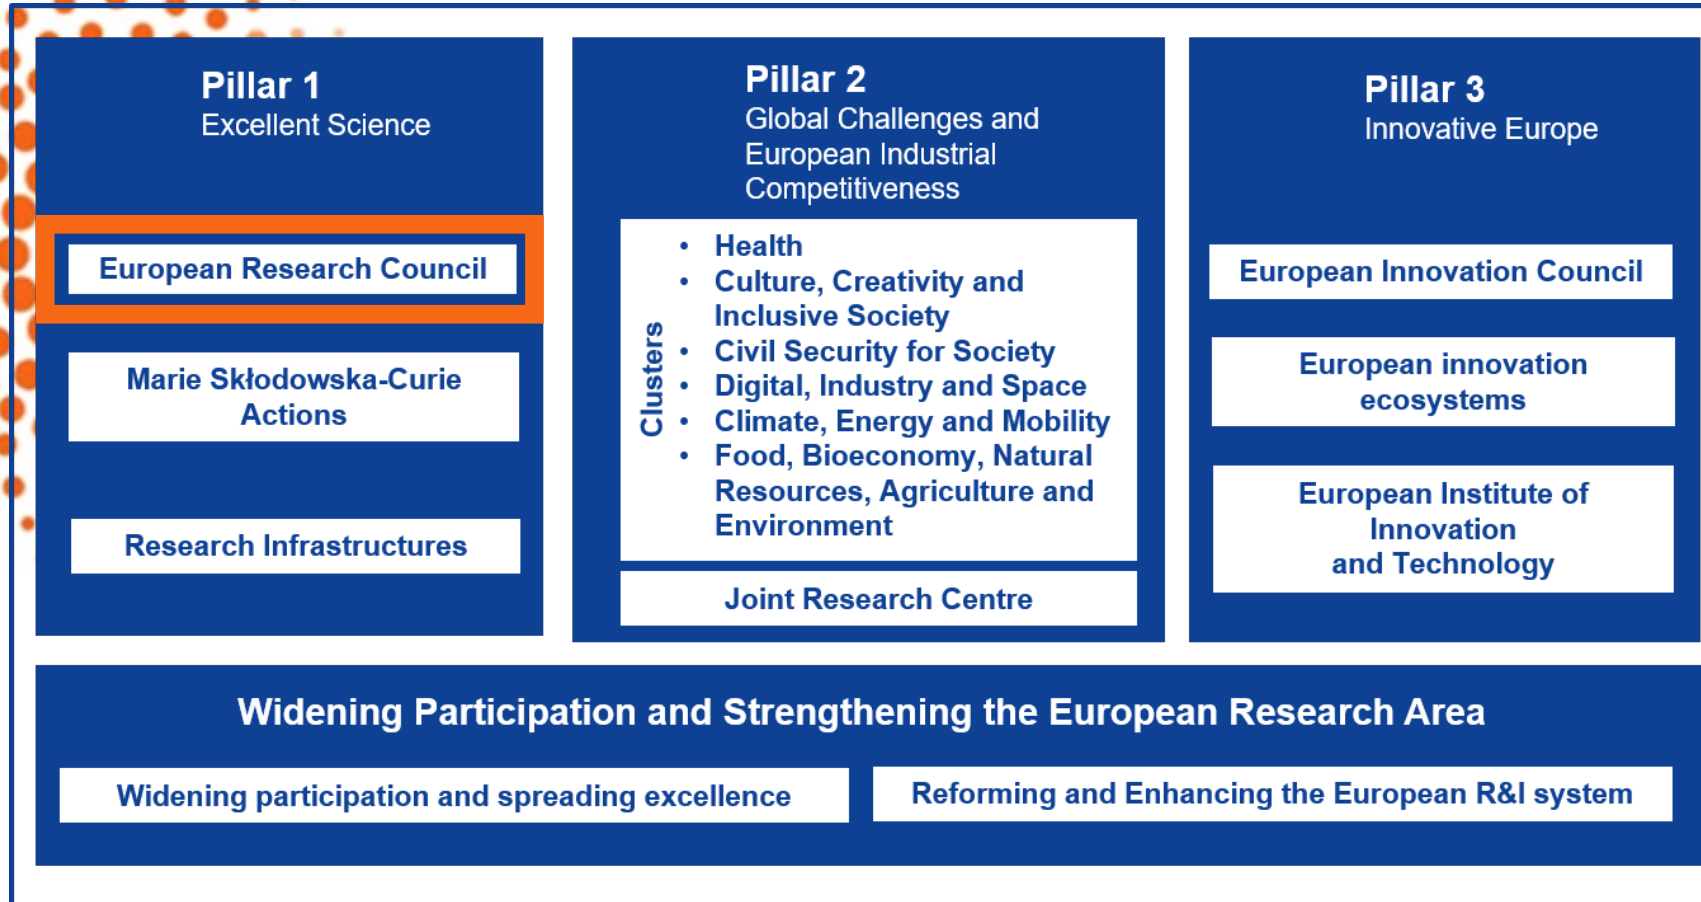 Pillar 1
Excellent Science
European Research Council
Marie Skłodowska-Curie
Actions
Research Infrastructures
Pillar 2
Global Challenges and
European Industrial
Competitiveness
Clusters
• Health
• Culture, Creativity and
Inclusive Society
• Civil Security for Society
• Digital, Industry and Space
• Climate, Energy and Mobility
• Food, Bioeconomy, Natural
Resources, Agriculture and
Environment
Joint Research Centre
Pillar 3
Innovative Europe
European Innovation Council
European innovation
ecosystems
European Institute of
Innovation
and Technology
Widening Participation and Strengthening the European Research Area
Widening participation and spreading excellence
Reforming and Enhancing the European R&I system